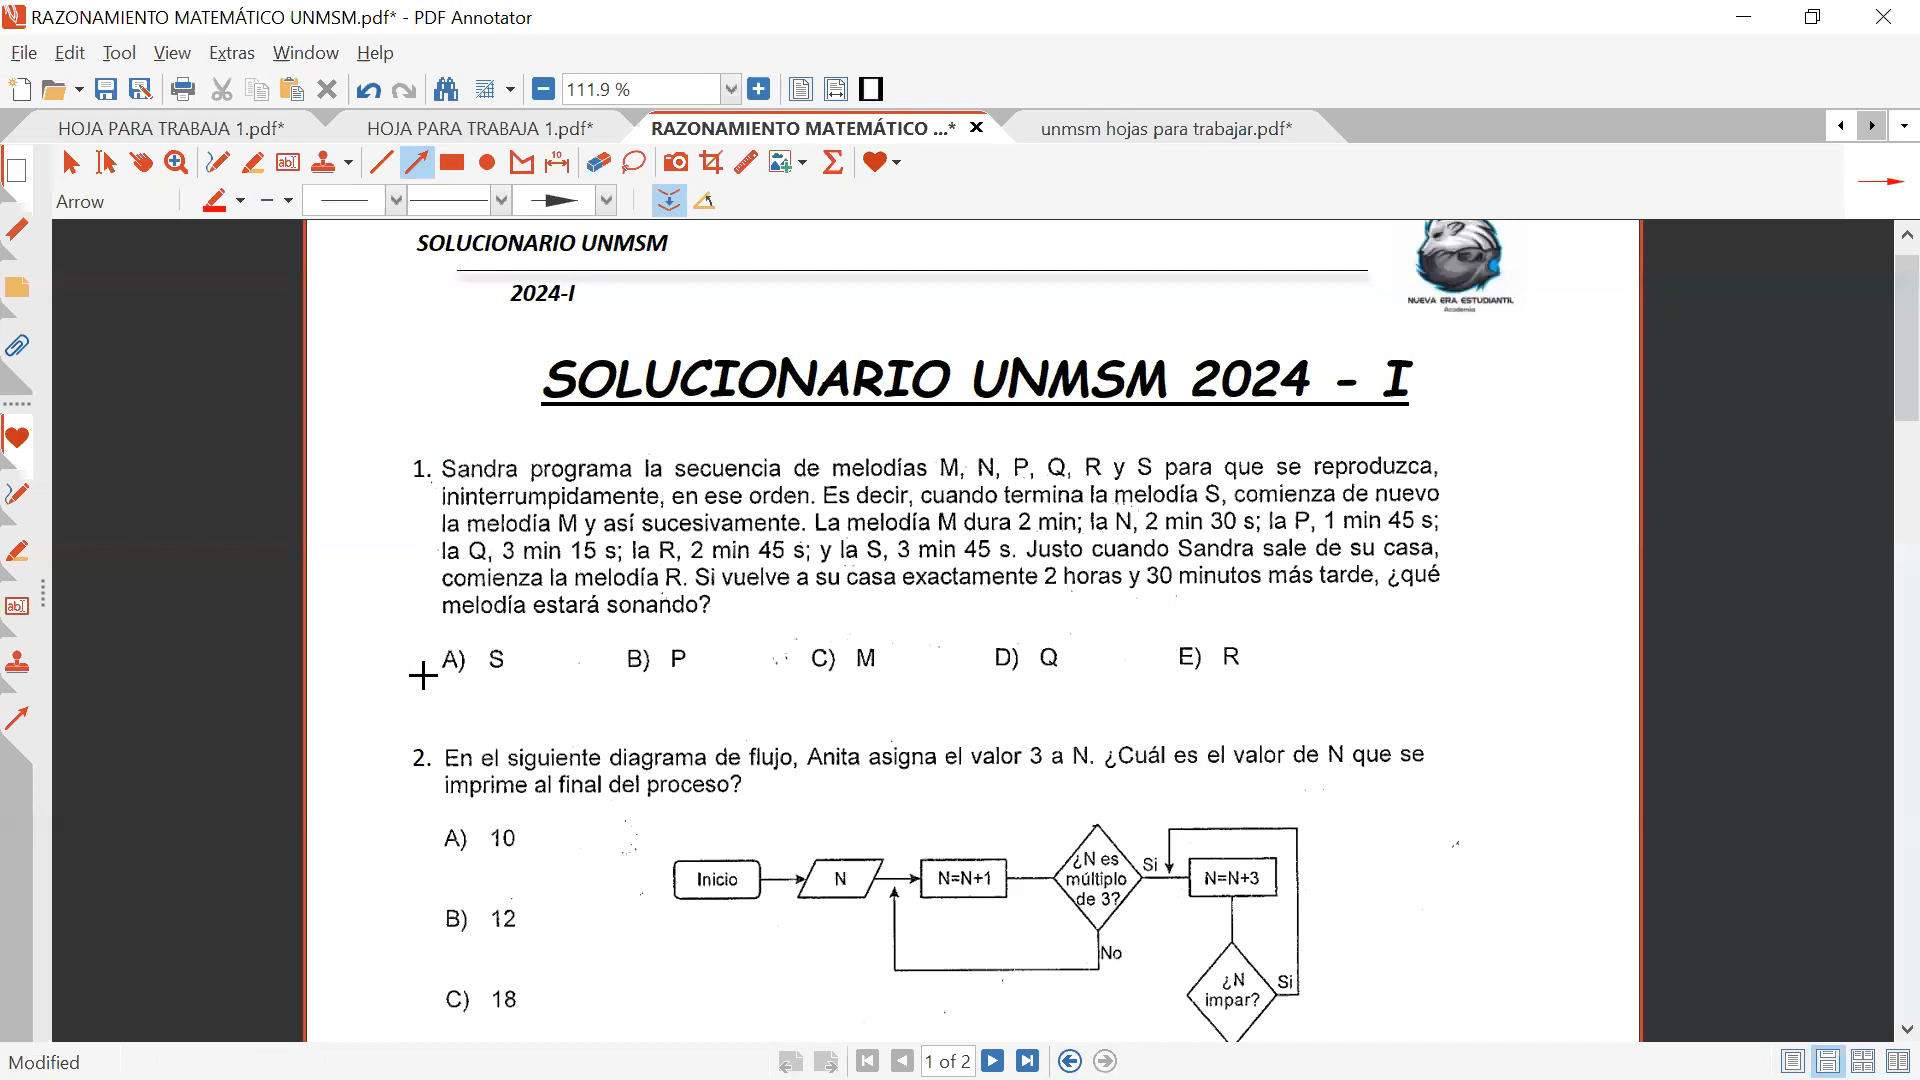 RAZONAMIENTO MATEMÁTICO UNMSM.pdf* - PDF Annotator
File Edit Tool View Extras Window Help
111.9 %
HOJA PARA TRABAJA 1.pdf*
HOJA PARA TRABAJA 1.pdf*
RAZONAMIENTO MATEMÁTICO ...*
unmsm hojas para trabajar.pdf*
Arrow
SOLUCIONARIO UNMSM
2024-I
NUEVA ERA ESTUDIANTIL
Academia
SOLUCIONARIO UNMSM 2024 - I
1. Sandra programa la secuencia de melodías M, N, P, Q, R y S para que se reproduzca,
ininterrumpidamente, en ese orden. Es decir, cuando termina la melodía S, comienza de nuevo
la melodía M y así sucesivamente. La melodía M dura 2 min; la N, 2 min 30 s; la P, 1 min 45 s;
la Q, 3 min 15 s; la R, 2 min 45 s; y la S, 3 min 45 s. Justo cuando Sandra sale de su casa,
comienza la melodía R. Si vuelve a su casa exactamente 2 horas y 30 minutos más tarde, ¿qué
melodía estará sonando?
A) S B) P C) M D) Q E) R
2. En el siguiente diagrama de flujo, Anita asigna el valor 3 a N. ¿Cuál es el valor de N que se
imprime al final del proceso?
A) 10
B) 12
C) 18
Inicio
N
N=N+1
¿N es
múltiplo
de 3?
Si
No
N=N+3
¿N
impar?
Si
Modified
1 of 2